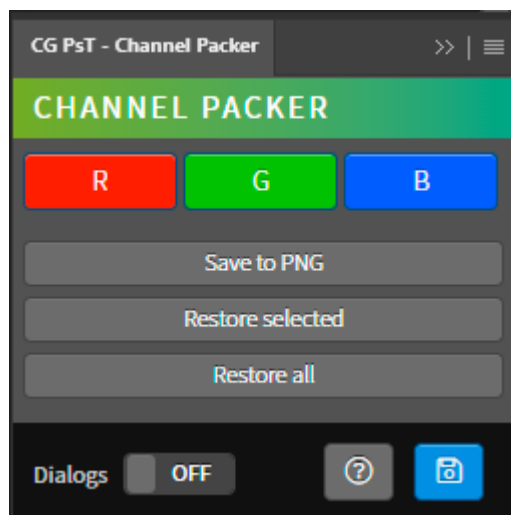 CG PsT - Channel Packer
CHANNEL PACKER
R G B
Save to PNG
Restore selected
Restore all
Dialogs OFF